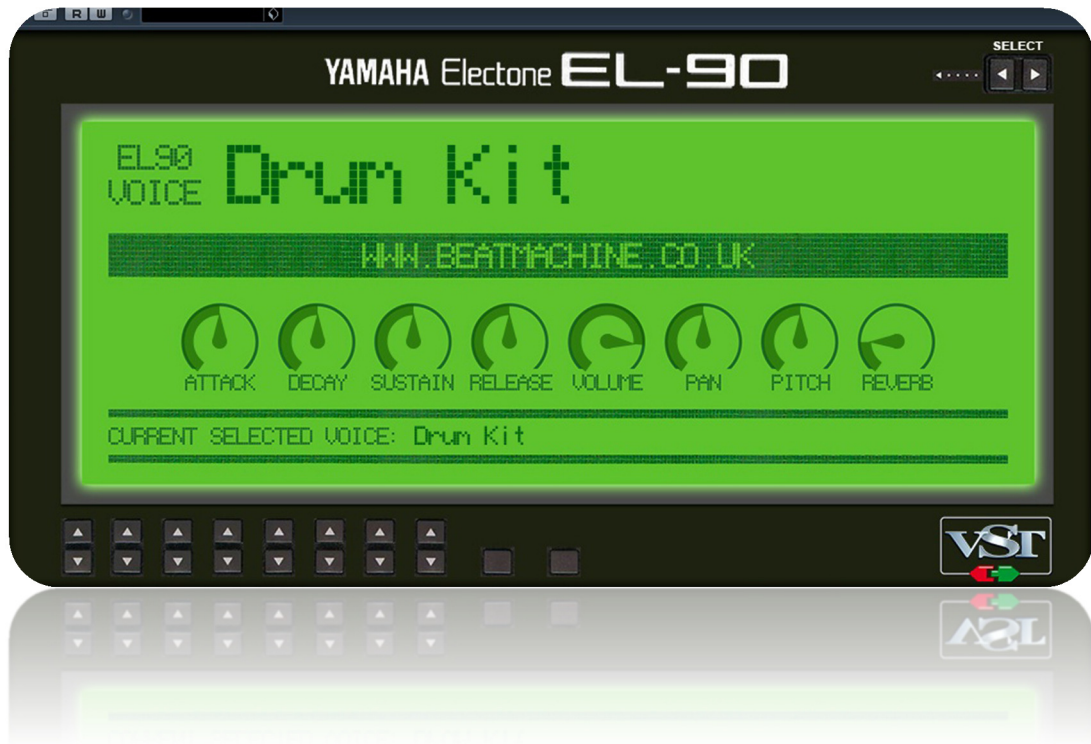 R W
SELECT
YAMAHA Electone EL-90
EL90
VOICE
Drum Kit
WWW.BEATMACHINE.CO.UK
ATTACK DECAY SUSTAIN RELEASE VOLUME PAN PITCH REVERB
CURRENT SELECTED VOICE: Drum Kit
VST